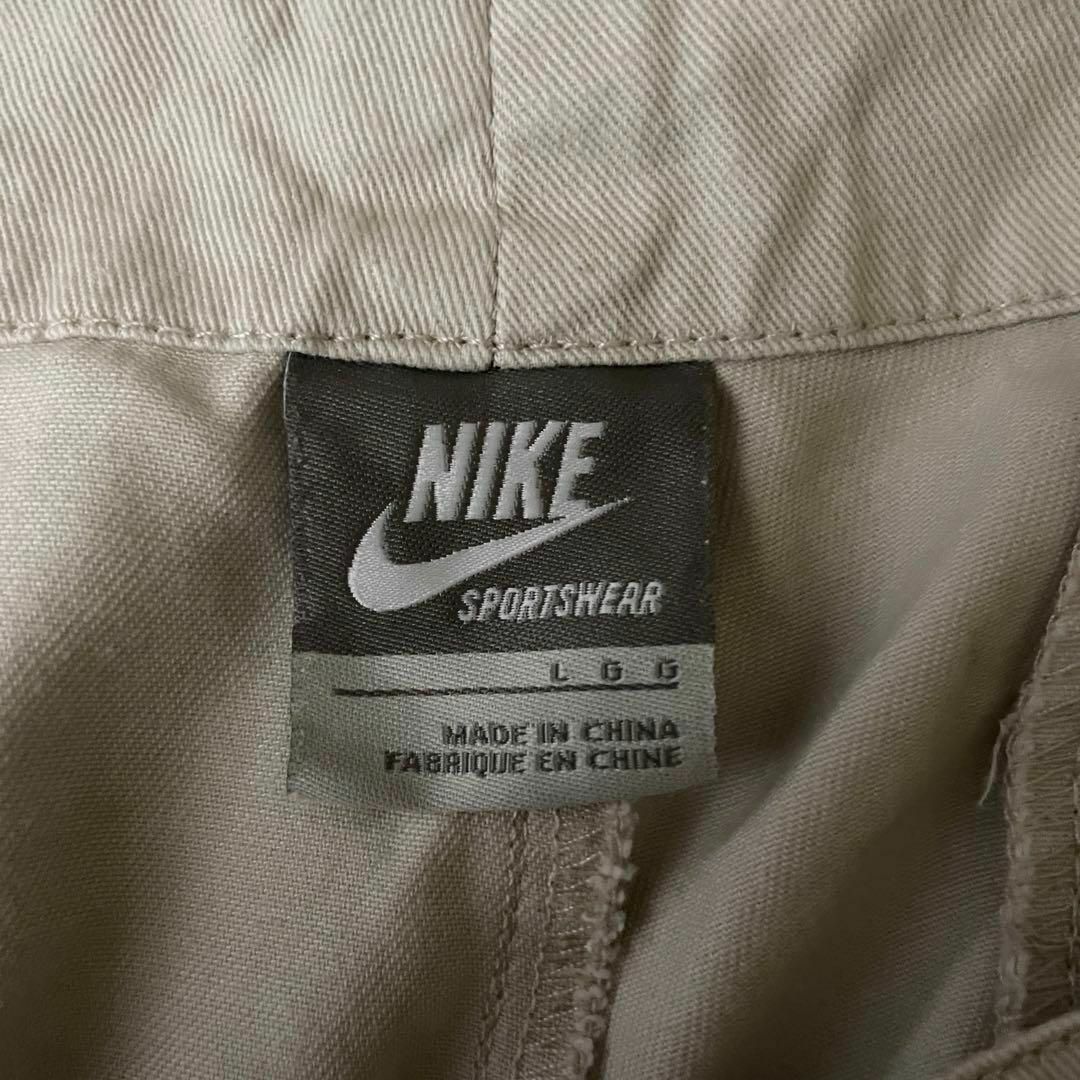 NIKE
SPORTSWEAR
L G G
MADE IN CHINA
FABRIQUE EN CHINE